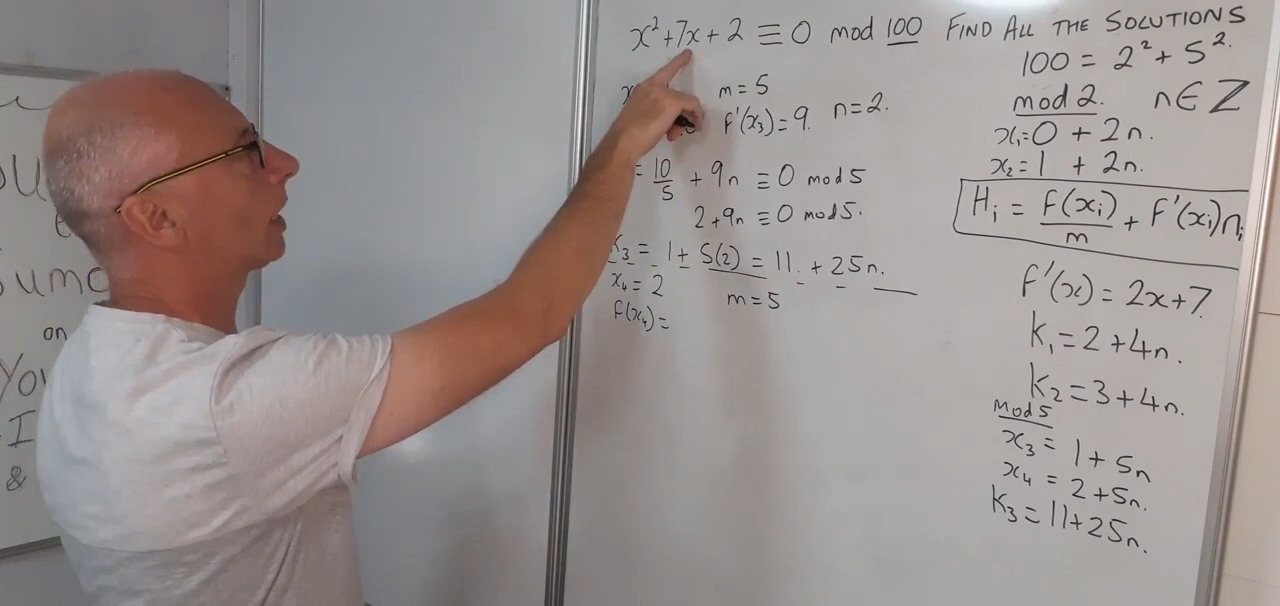 x² + 7x + 2 ≡ 0 mod 100 FIND ALL THE SOLUTIONS
100 = 2² + 5².
m = 5
mod 2. n ∈ Z
f'(x₃) = 9. n = 2.
x₁ = 0 + 2n.
x₂ = 1 + 2n.
= 10/5 + 9n ≡ 0 mod 5
2 + 9n ≡ 0 mod 5.
Hᵢ = F(xᵢ)/m + F'(xᵢ)nᵢ
K₃ = 1 + 5(2) = 11. + 25n.
x₄ = 2 m = 5
F(x₄) =
F'(x) = 2x + 7
K₁ = 2 + 4n.
K₂ = 3 + 4n.
Mod 5
x₃ = 1 + 5n
x₄ = 2 + 5n.
K₃ = 11 + 25n.
on
I
&